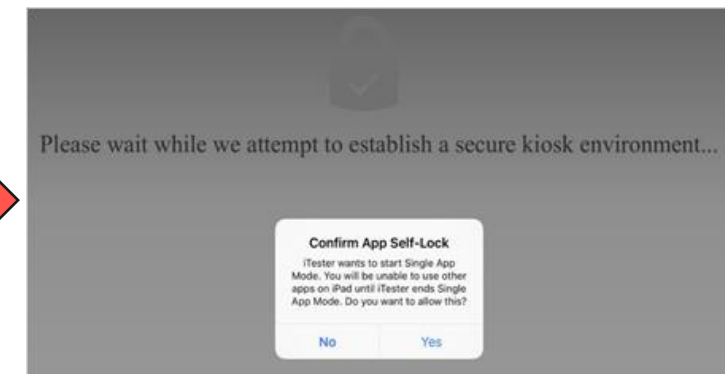 Please wait while we attempt to establish a secure kiosk environment...
Confirm App Self-Lock
iTester wants to start Single App
Mode. You will be unable to use other
apps on iPad until iTester ends Single
App Mode. Do you want to allow this?
No Yes